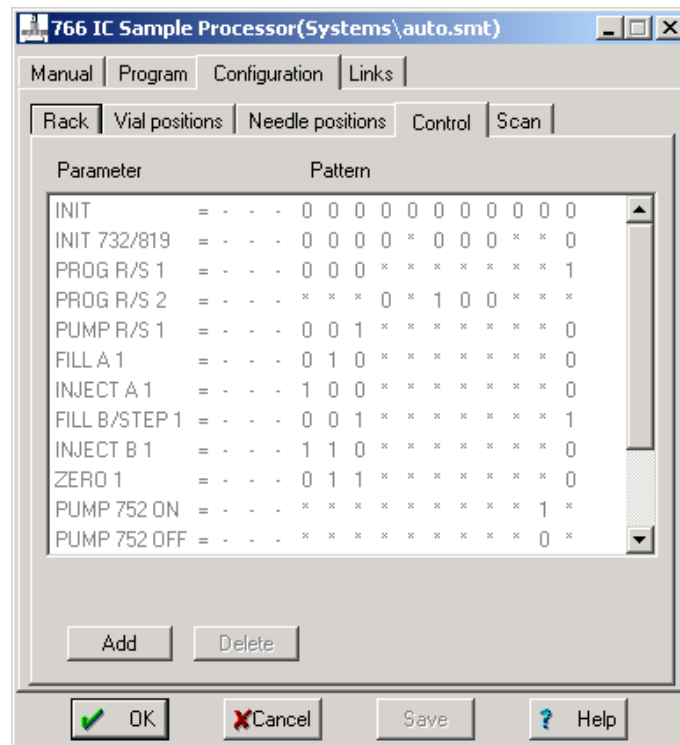 766 IC Sample Processor(Systems\auto.smt)
Manual Program Configuration Links
Rack Vial positions Needle positions Control Scan
Parameter Pattern
INIT = - - - 0 0 0 0 0 0 0 0 0 0 0
INIT 732/819 = - - - 0 0 0 0 * 0 0 0 * * 0
PROG R/S 1 = - - - 0 0 0 * * * * * * * 1
PROG R/S 2 = - - - * * * 0 * 1 0 0 * * *
PUMP R/S 1 = - - - 0 0 1 * * * * * * * 0
FILL A 1 = - - - 0 1 0 * * * * * * * 0
INJECT A 1 = - - - 1 0 0 * * * * * * * 0
FILL B/STEP 1 = - - - 0 0 1 * * * * * * * 1
INJECT B 1 = - - - 1 1 0 * * * * * * * 0
ZERO 1 = - - - 0 1 1 * * * * * * * 0
PUMP 752 ON = - - - * * * * * * * * * 1 *
PUMP 752 OFF = - - - * * * * * * * * * 0 *
Add Delete
OK Cancel Save ? Help